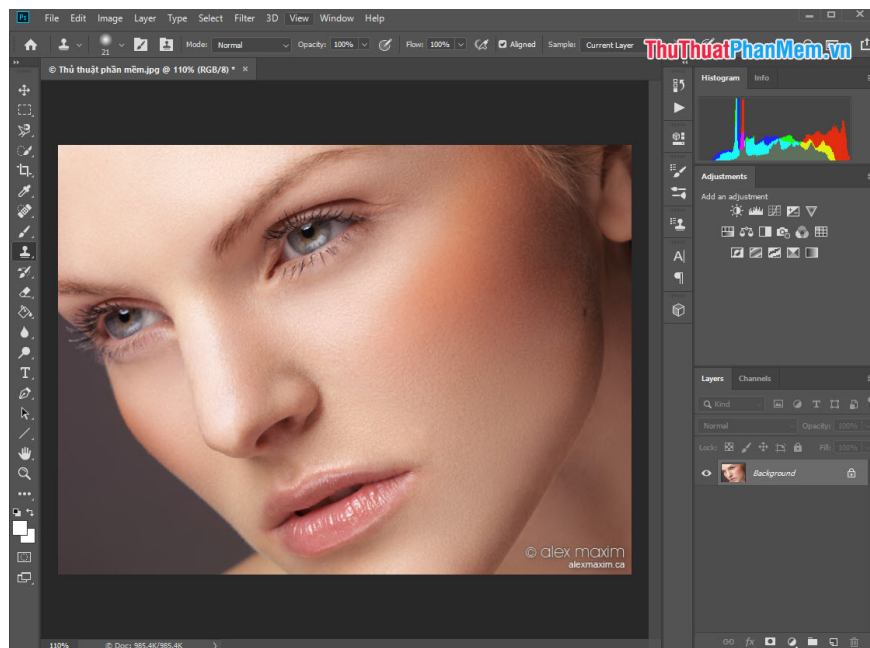 Ps File Edit Image Layer Type Select Filter 3D View Window Help
21 Mode: Normal Opacity: 100% Flow: 100% Aligned Sample: Current Layer
ThuThuatPhanMem.vn
© Thủ thuật phần mềm.jpg @ 110% (RGB/8) * ×
Histogram Info
Adjustments
Add an adjustment
Layers Channels
Kind
Normal Opacity: 100%
Lock: Fill: 100%
Background
© alex maxim
alexmaxim.ca
110% © Doc: 985.4K/985.4K